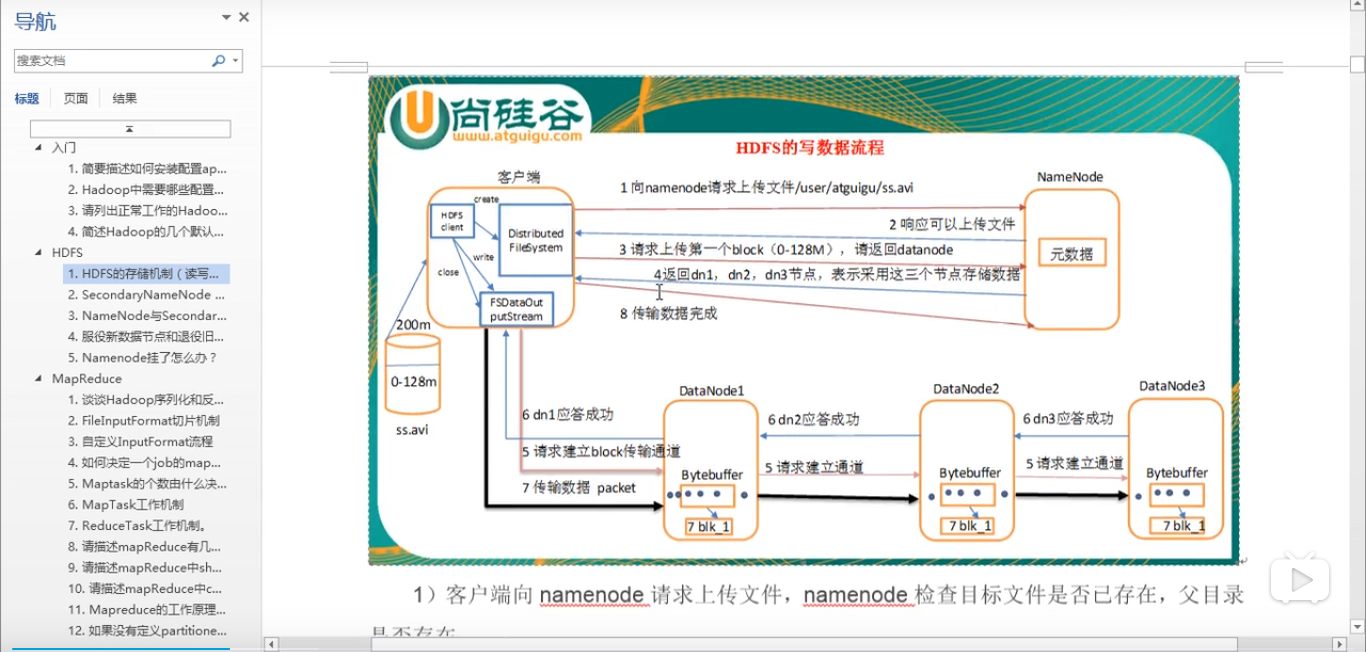 导航
搜索文档
标题 页面 结果
入门
1. 简要描述如何安装配置ap...
2. Hadoop中需要哪些配置...
3. 请列出正常工作的Hadoo...
4. 简述Hadoop的几个默认...
HDFS
1. HDFS的存储机制（读写...
2. SecondaryNameNode ...
3. NameNode与Secondar...
4. 服役新数据节点和退役旧...
5. Namenode挂了怎么办？
MapReduce
1. 谈谈Hadoop序列化和反...
2. FileInputFormat切片机制
3. 自定义InputFormat流程
4. 如何决定一个job的map...
5. Maptask的个数由什么决...
6. MapTask工作机制
7. ReduceTask工作机制。
8. 请描述mapReduce有几...
9. 请描述mapReduce中sh...
10. 请描述mapReduce中c...
11. Mapreduce的工作原理...
12. 如果没有定义partitione...
尚硅谷
www.atguigu.com
HDFS的写数据流程
客户端
NameNode
create
HDFS
client
Distributed
FileSystem
write
close
FSDataOut
putStream
元数据
1 向namenode请求上传文件/user/atguigu/ss.avi
2 响应可以上传文件
3 请求上传第一个block（0-128M），请返回datanode
4返回dn1，dn2，dn3节点，表示采用这三个节点存储数据
8 传输数据完成
200m
0-128m
ss.avi
DataNode1
DataNode2
DataNode3
6 dn1应答成功
6 dn2应答成功
6 dn3应答成功
5 请求建立block传输通道
5 请求建立通道
5 请求建立通道
7 传输数据 packet
Bytebuffer
Bytebuffer
Bytebuffer
7 blk_1
7 blk_1
7 blk_1
1）客户端向 namenode 请求上传文件，namenode 检查目标文件是否已存在，父目录
是否存在